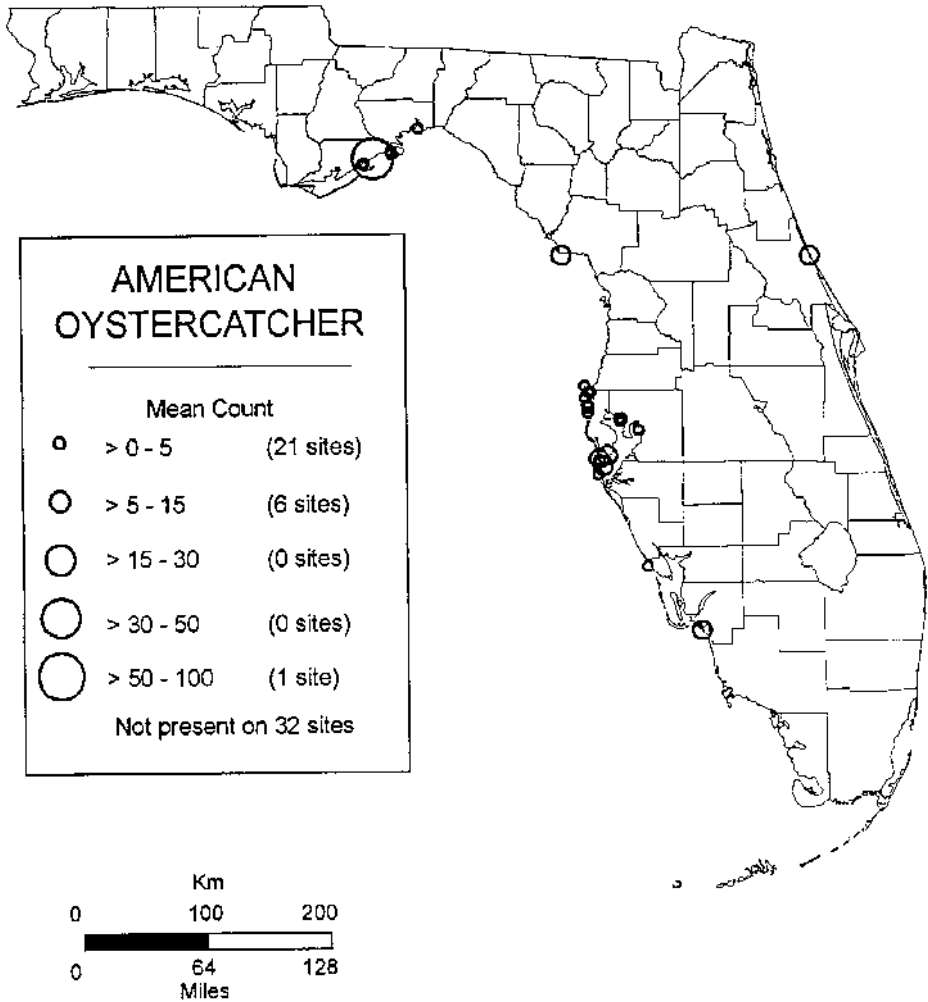 AMERICAN
OYSTERCATCHER
Mean Count
> 0 - 5 (21 sites)
> 5 - 15 (6 sites)
> 15 - 30 (0 sites)
> 30 - 50 (0 sites)
> 50 - 100 (1 site)
Not present on 32 sites
Km
0 100 200
0 64 128
Miles